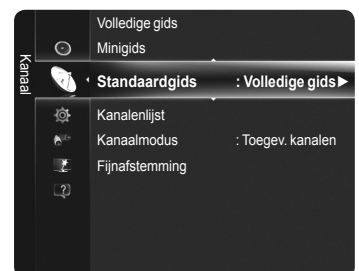 Kanaal
Volledige gids
Minigids
Standaardgids : Volledige gids►
Kanalenlijst
Kanaalmodus : Toegev. kanalen
Fijnafstemming